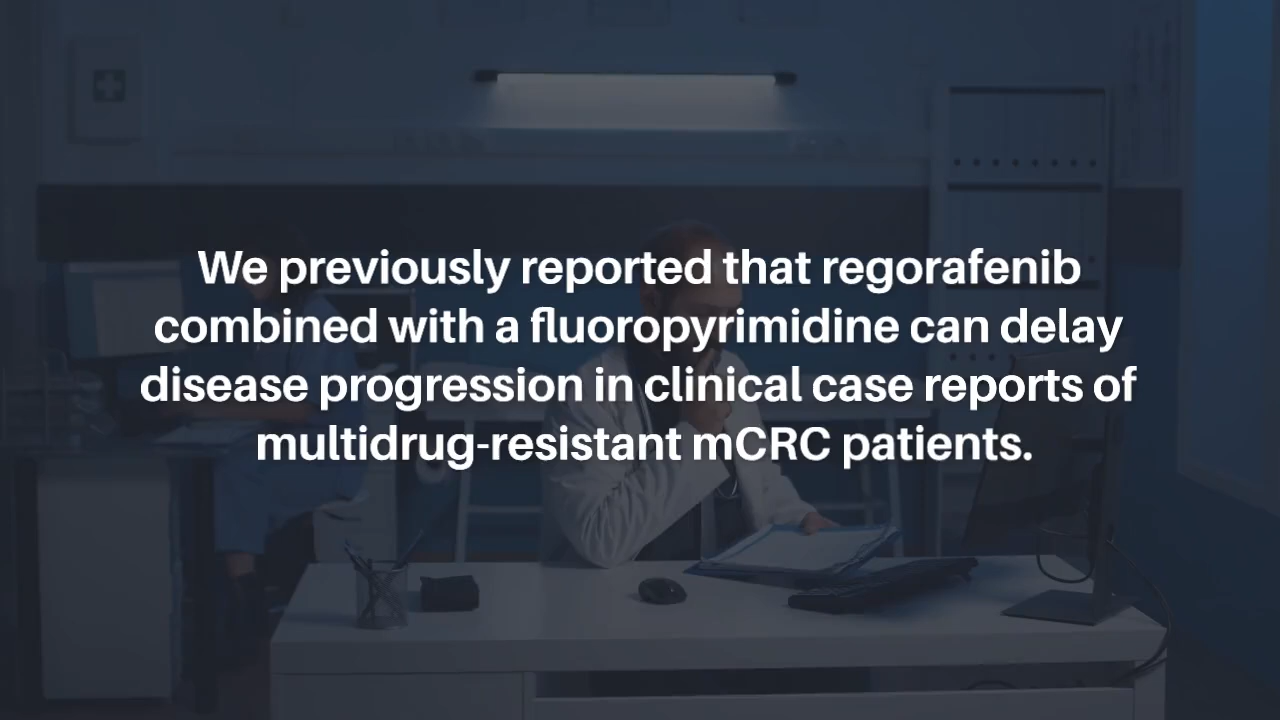 We previously reported that regorafenib
combined with a fluoropyrimidine can delay
disease progression in clinical case reports of
multidrug-resistant mCRC patients.